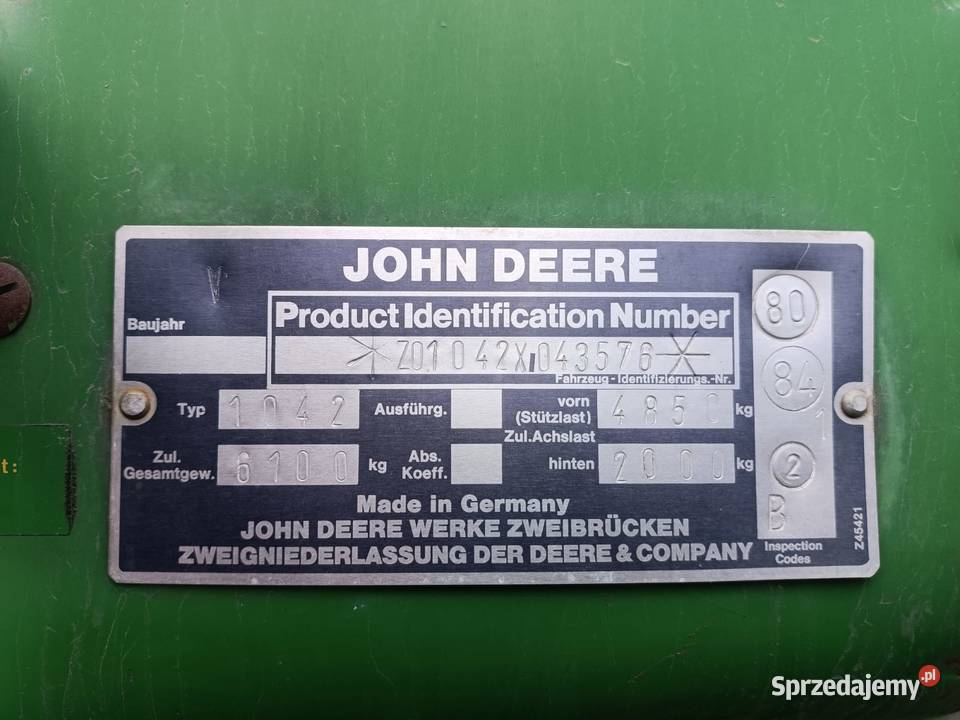 JOHN DEERE
V
Baujahr
Product Identification Number
*Z01042X043576*
Fahrzeug-Identifizierungs.-Nr.
Typ 1042 Ausführg. vorn (Stützlast) 4850 kg
Zul.Achslast
Zul. Gesamtgew. 6100 kg Abs. Koeff. hinten 2000 kg
Made in Germany
JOHN DEERE WERKE ZWEIBRÜCKEN
ZWEIGNIEDERLASSUNG DER DEERE & COMPANY
80
84
2
B
Inspection
Codes
Z45421
t:
Sprzedajemy.pl